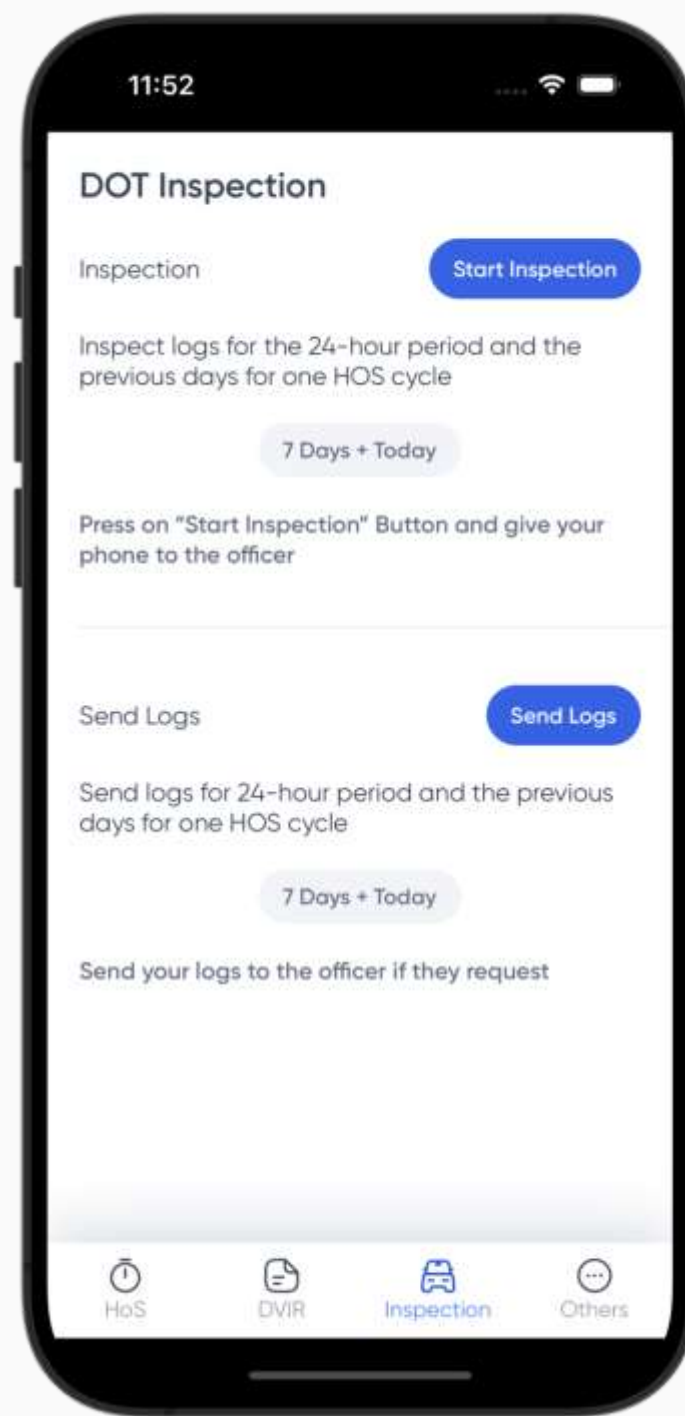 11:52
DOT Inspection
Inspection
Start Inspection
Inspect logs for the 24-hour period and the
previous days for one HOS cycle
7 Days + Today
Press on "Start Inspection" Button and give your
phone to the officer
Send Logs
Send Logs
Send logs for 24-hour period and the previous
days for one HOS cycle
7 Days + Today
Send your logs to the officer if they request
HoS DVIR Inspection Others